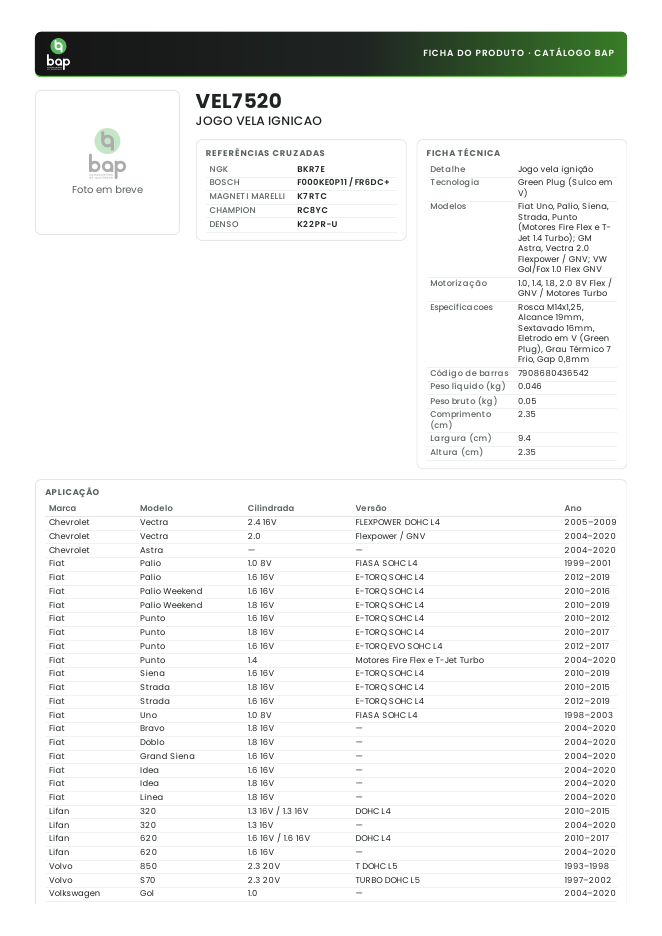 bap
FICHA DO PRODUTO · CATÁLOGO BAP
bap
Foto em breve
VEL7520
JOGO VELA IGNICAO
REFERÊNCIAS CRUZADAS
NGK BKR7E
BOSCH F000KE0P11 / FR6DC+
MAGNETI MARELLI K7RTC
CHAMPION RC8YC
DENSO K22PR-U
FICHA TÉCNICA
Detalhe Jogo vela ignição
Tecnologia Green Plug (Sulco em
V)
Modelos Fiat Uno, Palio, Siena,
Strada, Punto
(Motores Fire Flex e T-
Jet 1.4 Turbo); GM
Astra, Vectra 2.0
Flexpower / GNV; VW
Gol/Fox 1.0 Flex GNV
Motorização 1.0, 1.4, 1.8, 2.0 8V Flex /
GNV / Motores Turbo
Especificacoes Rosca M14x1,25,
Alcance 19mm,
Sextavado 16mm,
Eletrodo em V (Green
Plug), Grau Térmico 7
Frio, Gap 0,8mm
Código de barras 7908680436542
Peso líquido (kg) 0.046
Peso bruto (kg) 0.05
Comprimento 2.35
(cm)
Largura (cm) 9.4
Altura (cm) 2.35
APLICAÇÃO
Marca Modelo Cilindrada Versão Ano
Chevrolet Vectra 2.4 16V FLEXPOWER DOHC L4 2005–2009
Chevrolet Vectra 2.0 Flexpower / GNV 2004–2020
Chevrolet Astra — — 2004–2020
Fiat Palio 1.0 8V FIASA SOHC L4 1999–2001
Fiat Palio 1.6 16V E-TORQ SOHC L4 2012–2019
Fiat Palio Weekend 1.6 16V E-TORQ SOHC L4 2010–2016
Fiat Palio Weekend 1.8 16V E-TORQ SOHC L4 2010–2019
Fiat Punto 1.6 16V E-TORQ SOHC L4 2010–2012
Fiat Punto 1.8 16V E-TORQ SOHC L4 2010–2017
Fiat Punto 1.6 16V E-TORQ EVO SOHC L4 2012–2017
Fiat Punto 1.4 Motores Fire Flex e T-Jet Turbo 2004–2020
Fiat Siena 1.6 16V E-TORQ SOHC L4 2010–2019
Fiat Strada 1.8 16V E-TORQ SOHC L4 2010–2015
Fiat Strada 1.6 16V E-TORQ SOHC L4 2012–2019
Fiat Uno 1.0 8V FIASA SOHC L4 1998–2003
Fiat Bravo 1.8 16V — 2004–2020
Fiat Doblo 1.8 16V — 2004–2020
Fiat Grand Siena 1.6 16V — 2004–2020
Fiat Idea 1.6 16V — 2004–2020
Fiat Idea 1.8 16V — 2004–2020
Fiat Linea 1.8 16V — 2004–2020
Lifan 320 1.3 16V / 1.3 16V DOHC L4 2010–2015
Lifan 320 1.3 16V — 2004–2020
Lifan 620 1.6 16V / 1.6 16V DOHC L4 2010–2017
Lifan 620 1.6 16V — 2004–2020
Volvo 850 2.3 20V T DOHC L5 1993–1998
Volvo S70 2.3 20V TURBO DOHC L5 1997–2002
Volkswagen Gol 1.0 — 2004–2020